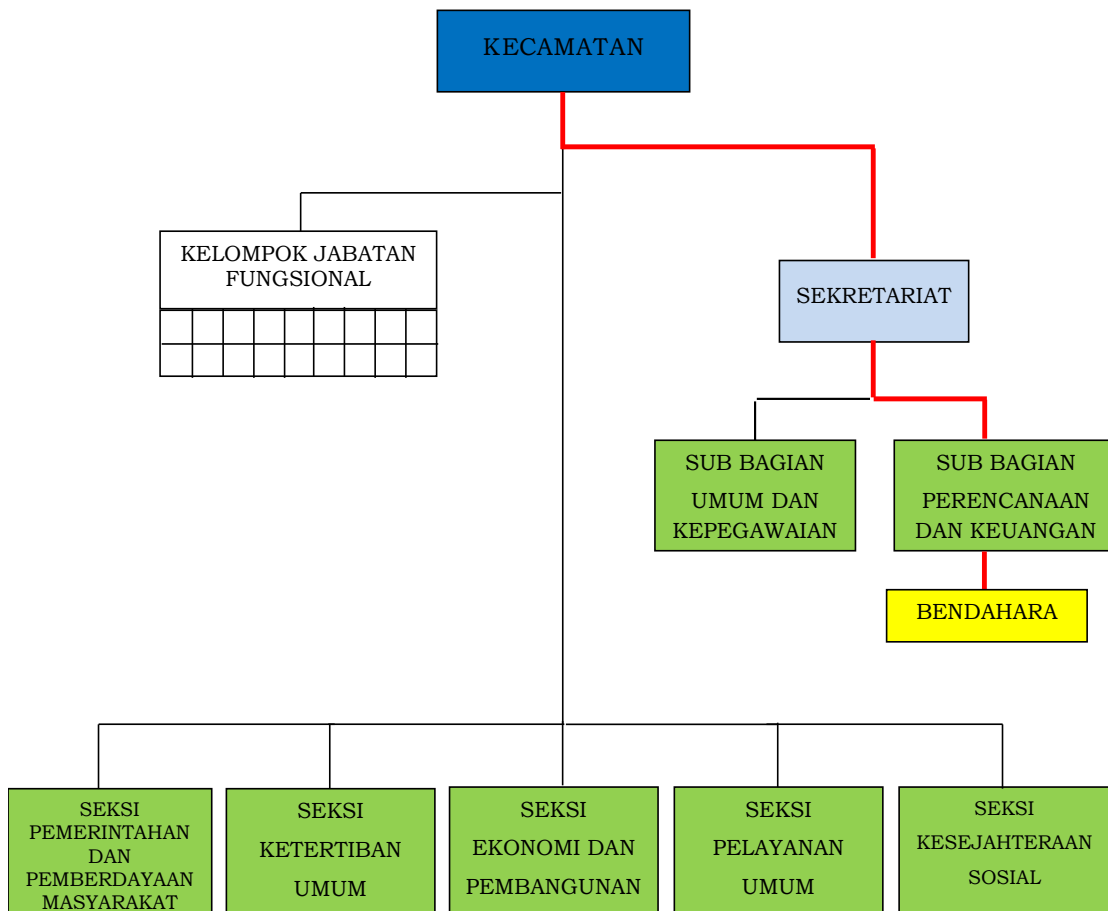 KECAMATAN
KELOMPOK JABATAN
FUNGSIONAL
SEKRETARIAT
SUB BAGIAN
UMUM DAN
KEPEGAWAIAN
SUB BAGIAN
PERENCANAAN
DAN KEUANGAN
BENDAHARA
SEKSI
PEMERINTAHAN
DAN
PEMBERDAYAAN
MASYARAKAT
SEKSI
KETERTIBAN
UMUM
SEKSI
EKONOMI DAN
PEMBANGUNAN
SEKSI
PELAYANAN
UMUM
SEKSI
KESEJAHTERAAN
SOSIAL